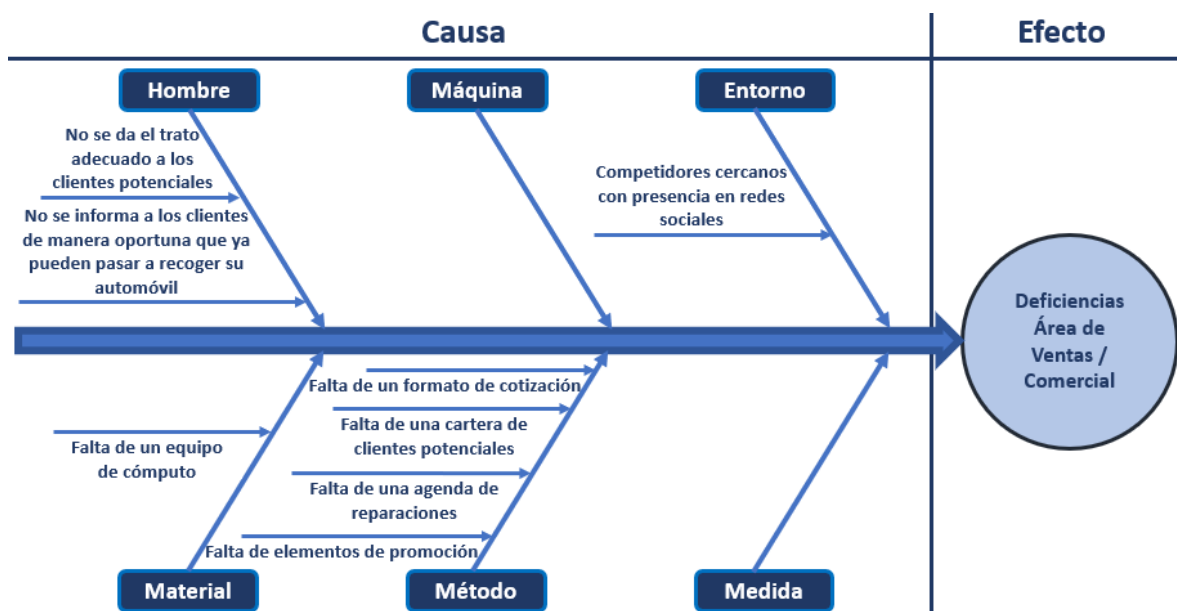 Causa
Efecto
Hombre
Máquina
Entorno
No se da el trato
adecuado a los
clientes potenciales
No se informa a los clientes
de manera oportuna que ya
pueden pasar a recoger su
automóvil
Competidores cercanos
con presencia en redes
sociales
Deficiencias
Área de
Ventas /
Comercial
Falta de un equipo
de cómputo
Falta de un formato de cotización
Falta de una cartera de
clientes potenciales
Falta de una agenda de
reparaciones
Falta de elementos de promoción
Material
Método
Medida